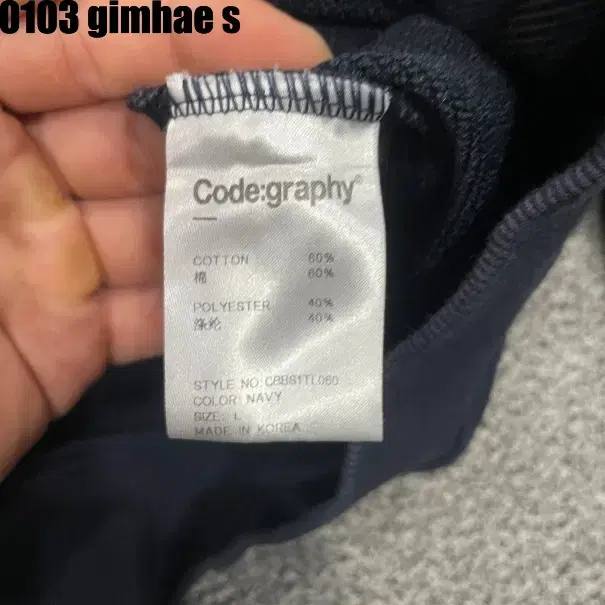 0103 gimhae s
Code:graphy®
COTTON 60%
棉 60%
POLYESTER 40%
涤纶 40%
STYLE NO: CBBS1TL060
COLOR: NAVY
SIZE: L
MADE IN KOREA